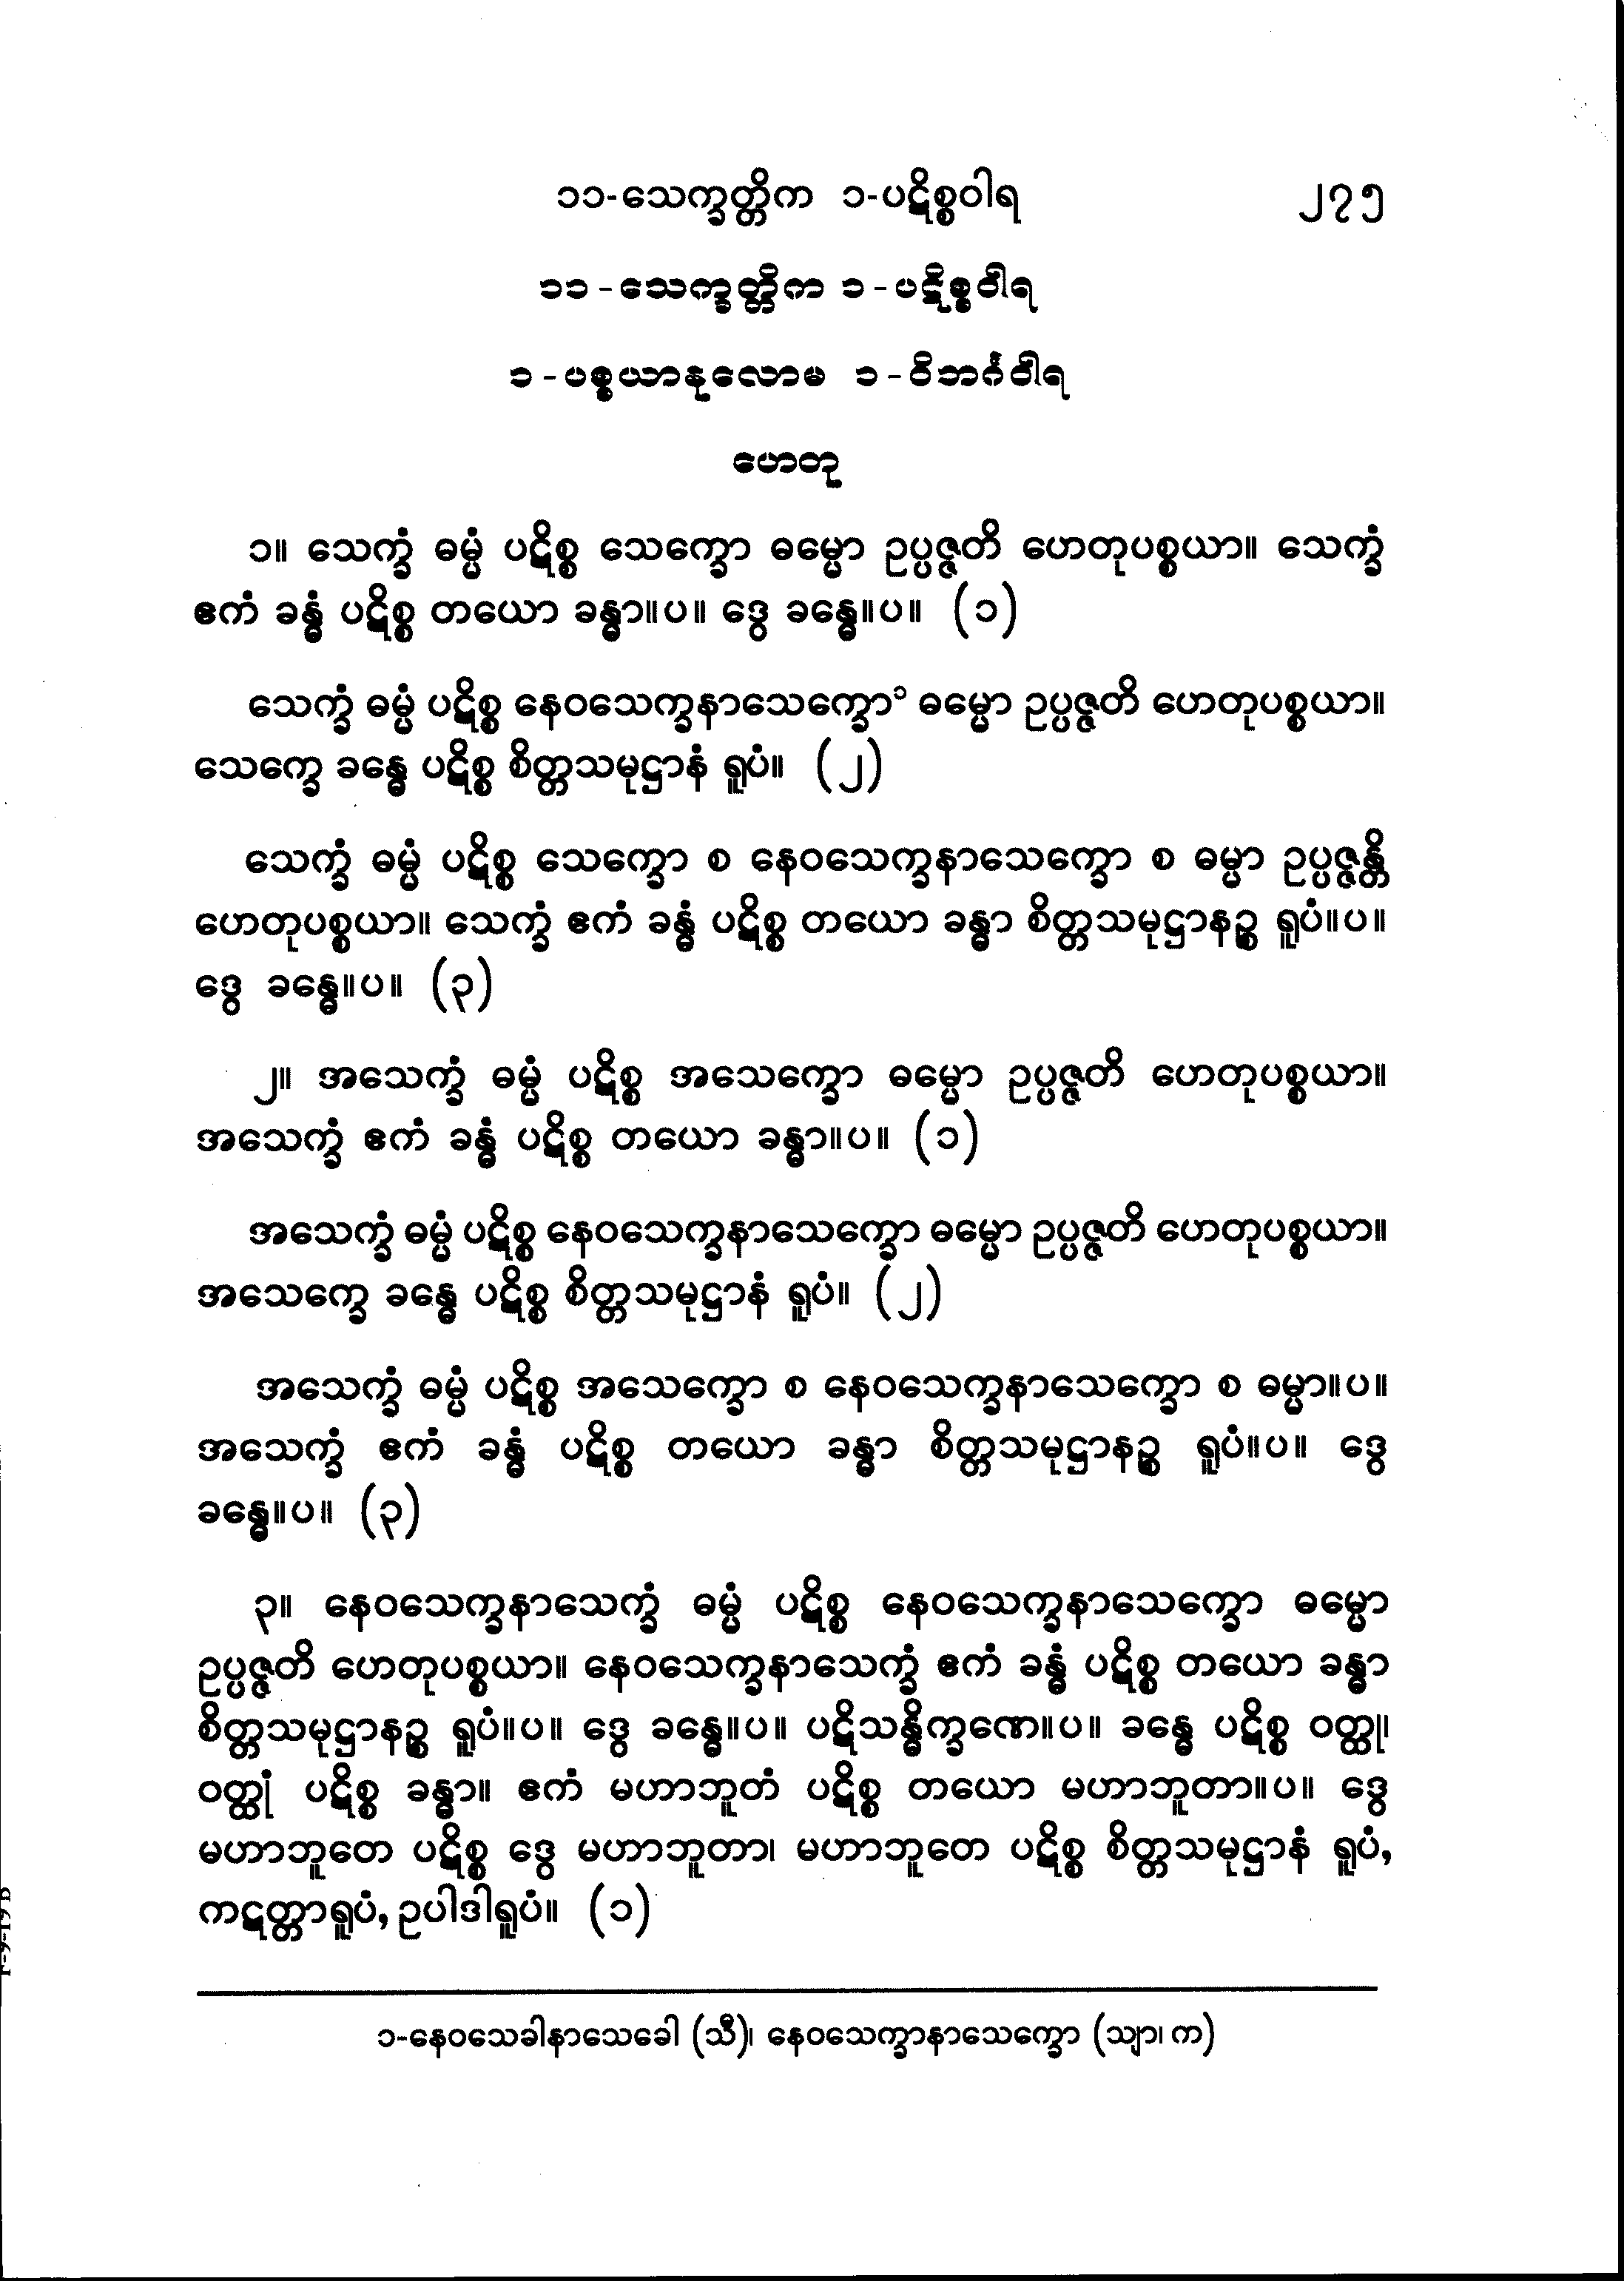 ၁၁-သေက္ခတ္တိက ၁-ပဋိစ္စဝါရ ၂၇၅
၁၁-သေက္ခတ္တိက ၁-ပဋိစ္စဝါရ
၁-ပစ္စယာနုလောမ ၁-ဝိဘင်္ဂဝါရ
ဟေတု
၁။ သေက္ခံ ဓမ္မံ ပဋိစ္စ သေက္ခော ဓမ္မော ဥပ္ပဇ္ဇတိ ဟေတုပစ္စယာ။ သေက္ခံ
ဧကံ ခန္ဓံ ပဋိစ္စ တယော ခန္ဓာ။ပ။ ဒွေ ခန္ဓေ။ပ။ (၁)
သေက္ခံ ဓမ္မံ ပဋိစ္စ နေဝသေက္ခနာသေက္ခော၁ ဓမ္မော ဥပ္ပဇ္ဇတိ ဟေတုပစ္စယာ။
သေက္ခေ ခန္ဓေ ပဋိစ္စ စိတ္တသမုဋ္ဌာနံ ရူပံ။ (၂)
သေက္ခံ ဓမ္မံ ပဋိစ္စ သေက္ခော စ နေဝသေက္ခနာသေက္ခော စ ဓမ္မာ ဥပ္ပဇ္ဇန္တိ
ဟေတုပစ္စယာ။ သေက္ခံ ဧကံ ခန္ဓံ ပဋိစ္စ တယော ခန္ဓာ စိတ္တသမုဋ္ဌာနဉ္စ ရူပံ။ပ။
ဒွေ ခန္ဓေ။ပ။ (၃)
၂။ အသေက္ခံ ဓမ္မံ ပဋိစ္စ အသေက္ခော ဓမ္မော ဥပ္ပဇ္ဇတိ ဟေတုပစ္စယာ။
အသေက္ခံ ဧကံ ခန္ဓံ ပဋိစ္စ တယော ခန္ဓာ။ပ။ (၁)
အသေက္ခံ ဓမ္မံ ပဋိစ္စ နေဝသေက္ခနာသေက္ခော ဓမ္မော ဥပ္ပဇ္ဇတိ ဟေတုပစ္စယာ။
အသေက္ခေ ခန္ဓေ ပဋိစ္စ စိတ္တသမုဋ္ဌာနံ ရူပံ။ (၂)
အသေက္ခံ ဓမ္မံ ပဋိစ္စ အသေက္ခော စ နေဝသေက္ခနာသေက္ခော စ ဓမ္မာ။ပ။
အသေက္ခံ ဧကံ ခန္ဓံ ပဋိစ္စ တယော ခန္ဓာ စိတ္တသမုဋ္ဌာနဉ္စ ရူပံ။ပ။ ဒွေ
ခန္ဓေ။ပ။ (၃)
၃။ နေဝသေက္ခနာသေက္ခံ ဓမ္မံ ပဋိစ္စ နေဝသေက္ခနာသေက္ခော ဓမ္မော
ဥပ္ပဇ္ဇတိ ဟေတုပစ္စယာ။ နေဝသေက္ခနာသေက္ခံ ဧကံ ခန္ဓံ ပဋိစ္စ တယော ခန္ဓာ
စိတ္တသမုဋ္ဌာနဉ္စ ရူပံ။ပ။ ဒွေ ခန္ဓေ။ပ။ ပဋိသန္ဓိက္ခဏေ။ပ။ ခန္ဓေ ပဋိစ္စ ဝတ္ထု၊
ဝတ္ထုံ ပဋိစ္စ ခန္ဓာ။ ဧကံ မဟာဘူတံ ပဋိစ္စ တယော မဟာဘူတာ။ပ။ ဒွေ
မဟာဘူတေ ပဋိစ္စ ဒွေ မဟာဘူတာ၊ မဟာဘူတေ ပဋိစ္စ စိတ္တသမုဋ္ဌာနံ ရူပံ,
ကဋတ္တာရူပံ, ဥပါဒါရူပံ။ (၁)
၁-နေဝသေခါနာသေခေါ (သီ)၊ နေဝသေက္ခာနာသေက္ခော (သျာ၊ က)